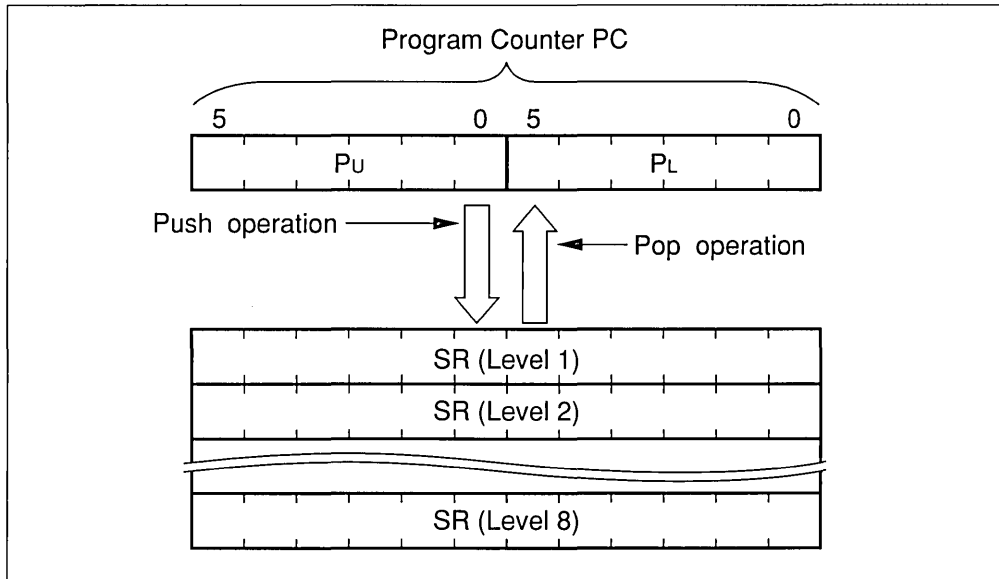 Program Counter PC
5 0 5 0
PU PL
Push operation
Pop operation
SR (Level 1)
SR (Level 2)
SR (Level 8)